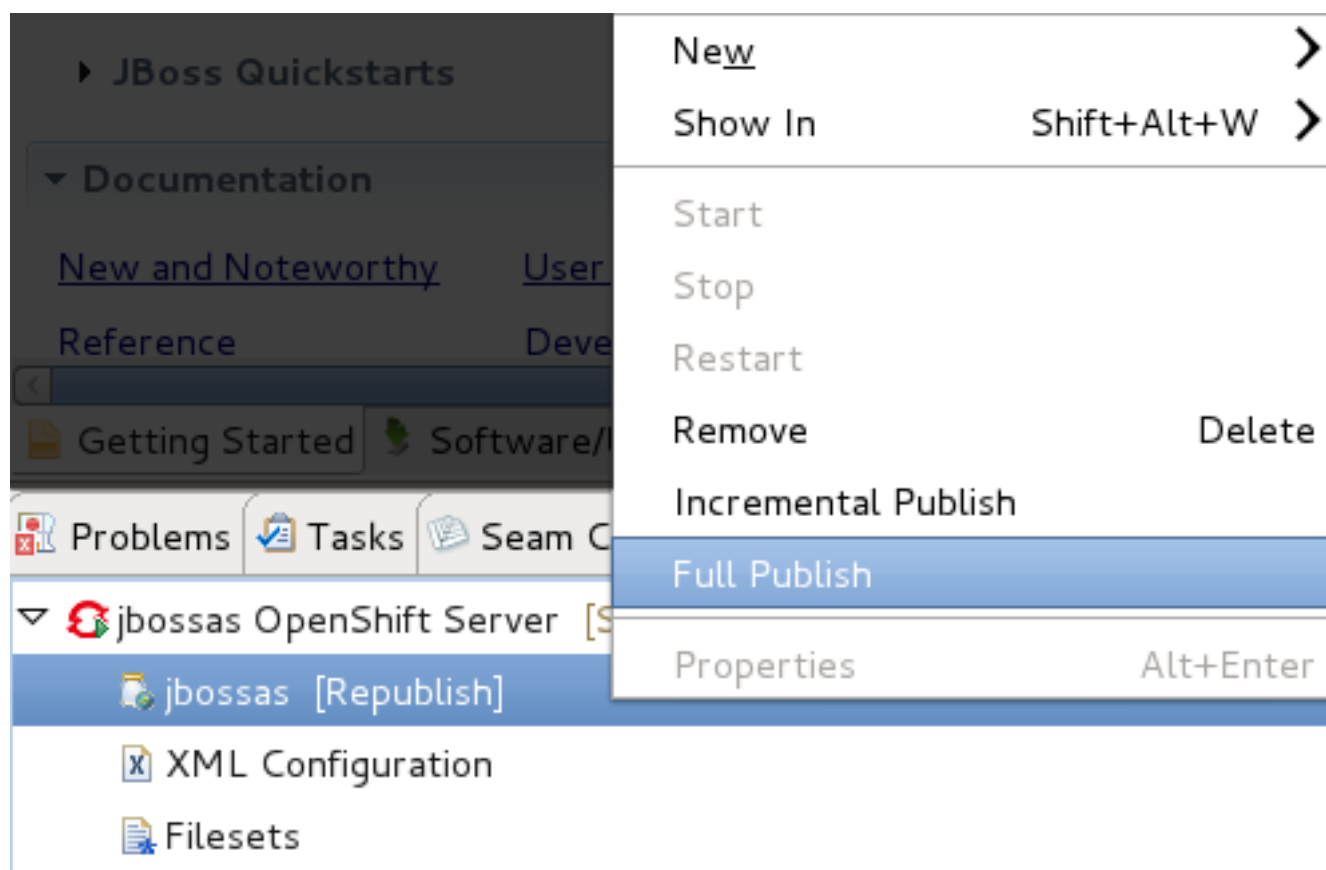 JBoss Quickstarts
Documentation
New and Noteworthy User
Reference Deve
Getting Started Software/
New
Show In Shift+Alt+W
Start
Stop
Restart
Remove Delete
Incremental Publish
Full Publish
Properties Alt+Enter
Problems Tasks Seam C
jbossas OpenShift Server [S
jbossas [Republish]
XML Configuration
Filesets